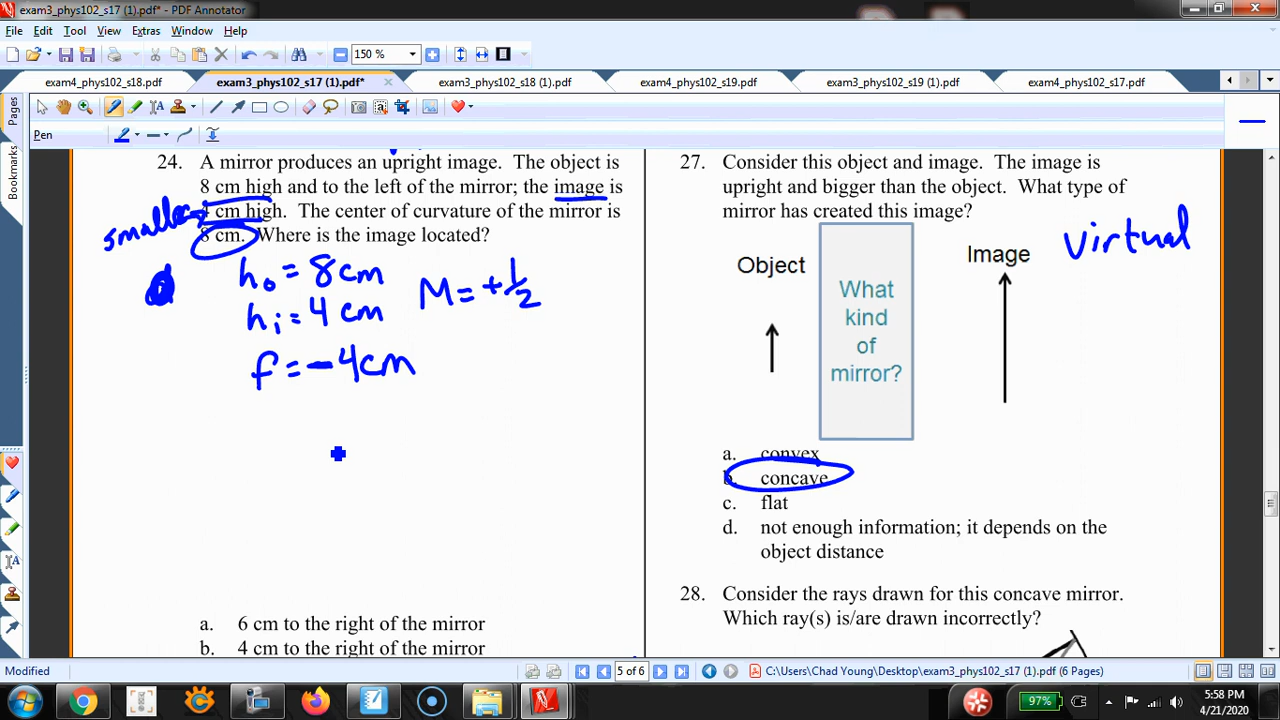 exam3_phys102_s17 (1).pdf* - PDF Annotator
File Edit Tool View Extras Window Help
150 %
exam4_phys102_s18.pdf
exam3_phys102_s17 (1).pdf*
exam3_phys102_s18 (1).pdf
exam4_phys102_s19.pdf
exam3_phys102_s19 (1).pdf
exam4_phys102_s17.pdf
Pen
Pages
Bookmarks
24. A mirror produces an upright image. The object is
8 cm high and to the left of the mirror; the image is
4 cm high. The center of curvature of the mirror is
8 cm. Where is the image located?
smaller
ho = 8cm
hi = 4 cm
M = +1/2
f = -4cm
a. 6 cm to the right of the mirror
b. 4 cm to the right of the mirror
27. Consider this object and image. The image is
upright and bigger than the object. What type of
mirror has created this image?
virtual
Object
What
kind
of
mirror?
Image
a. convex
b. concave
c. flat
d. not enough information; it depends on the
object distance
28. Consider the rays drawn for this concave mirror.
Which ray(s) is/are drawn incorrectly?
Modified
5 of 6
C:\Users\Chad Young\Desktop\exam3_phys102_s17 (1).pdf (6 Pages)
97%
5:58 PM
4/21/2020